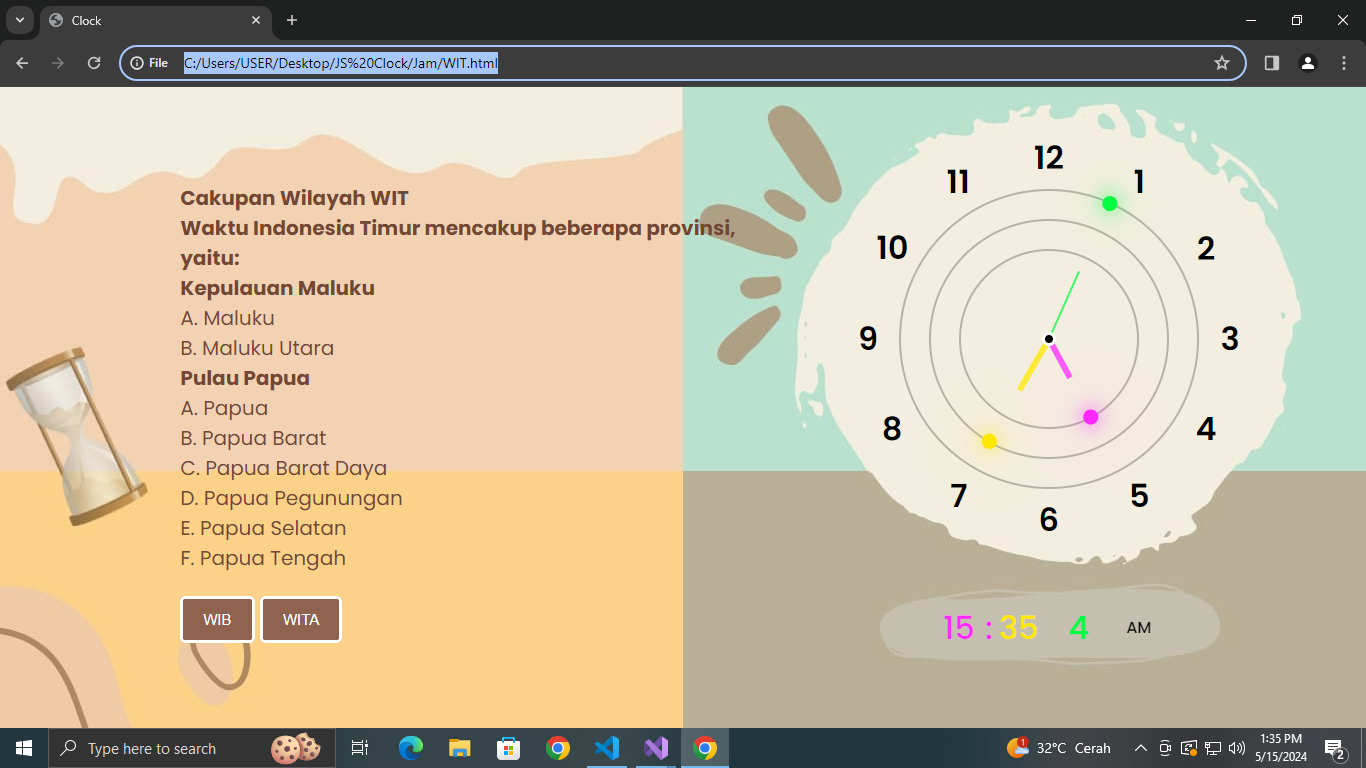 Clock
File
C:/Users/USER/Desktop/JS%20Clock/Jam/WIT.html
Cakupan Wilayah WIT
Waktu Indonesia Timur mencakup beberapa provinsi,
yaitu:
Kepulauan Maluku
A. Maluku
B. Maluku Utara
Pulau Papua
A. Papua
B. Papua Barat
C. Papua Barat Daya
D. Papua Pegunungan
E. Papua Selatan
F. Papua Tengah
WIB
WITA
12
1
2
3
4
5
6
7
8
9
10
11
15 : 35 4 AM
Type here to search
1
32°C Cerah
1:35 PM
5/15/2024
2